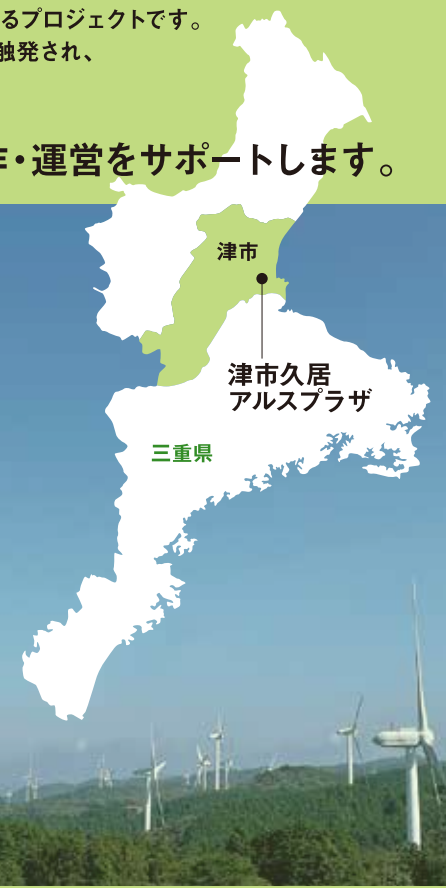 るプロジェクトです。
触発され、
・運営をサポートします。
津市
津市久居
アルスプラザ
三重県